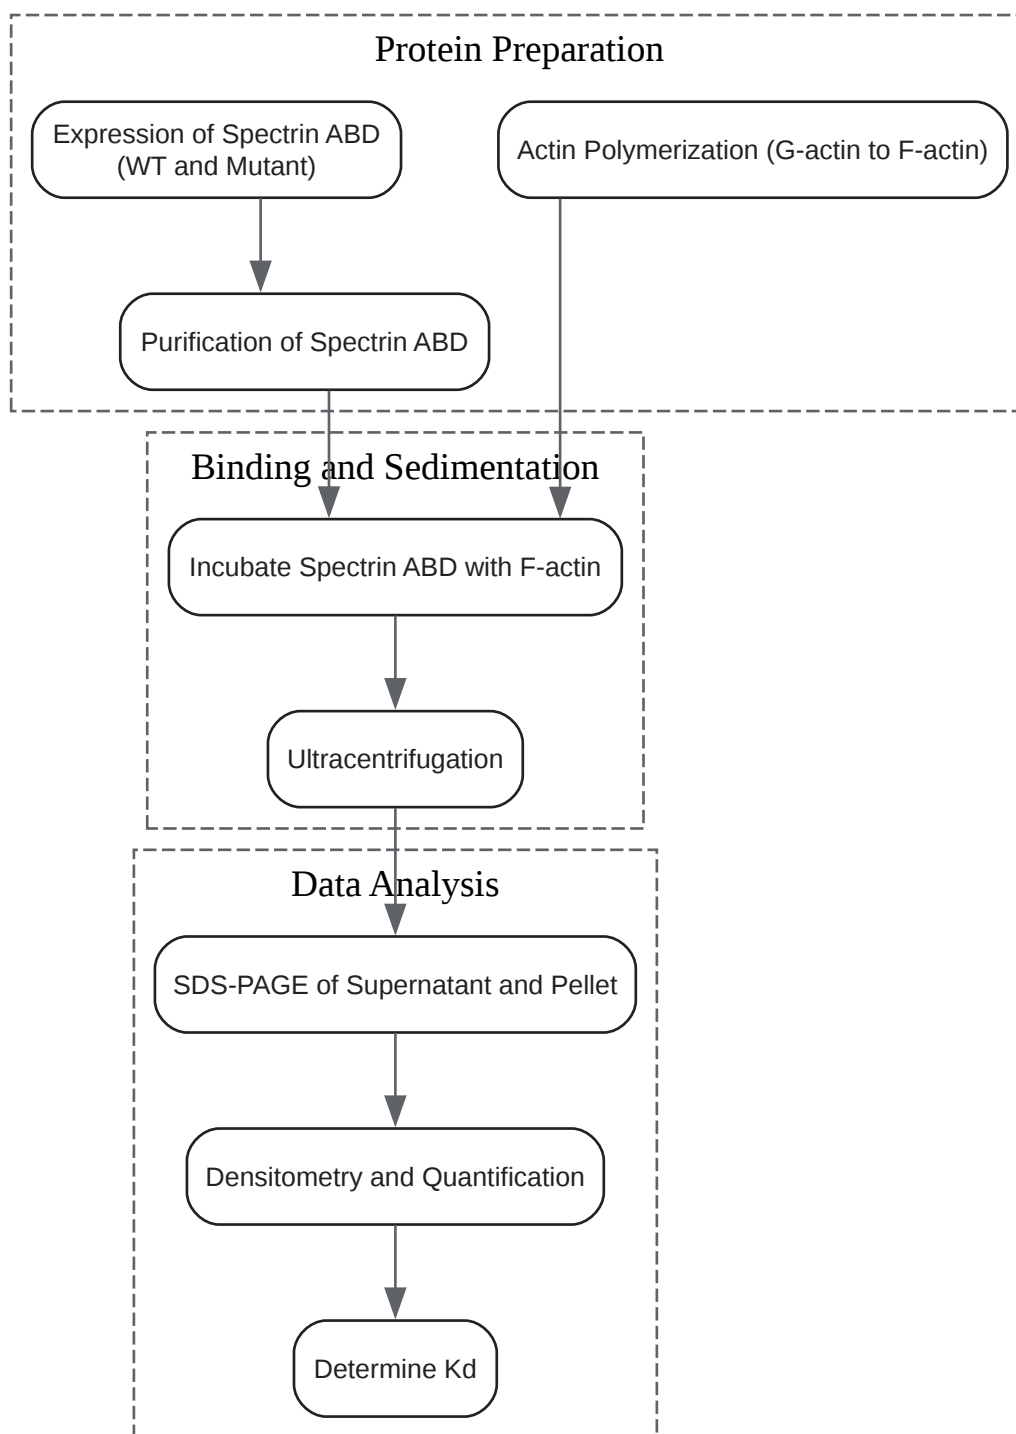 Protein Preparation
Expression of Spectrin ABD
(WT and Mutant)
Actin Polymerization (G-actin to F-actin)
Purification of Spectrin ABD
Binding and Sedimentation
Incubate Spectrin ABD with F-actin
Ultracentrifugation
Data Analysis
SDS-PAGE of Supernatant and Pellet
Densitometry and Quantification
Determine Kd